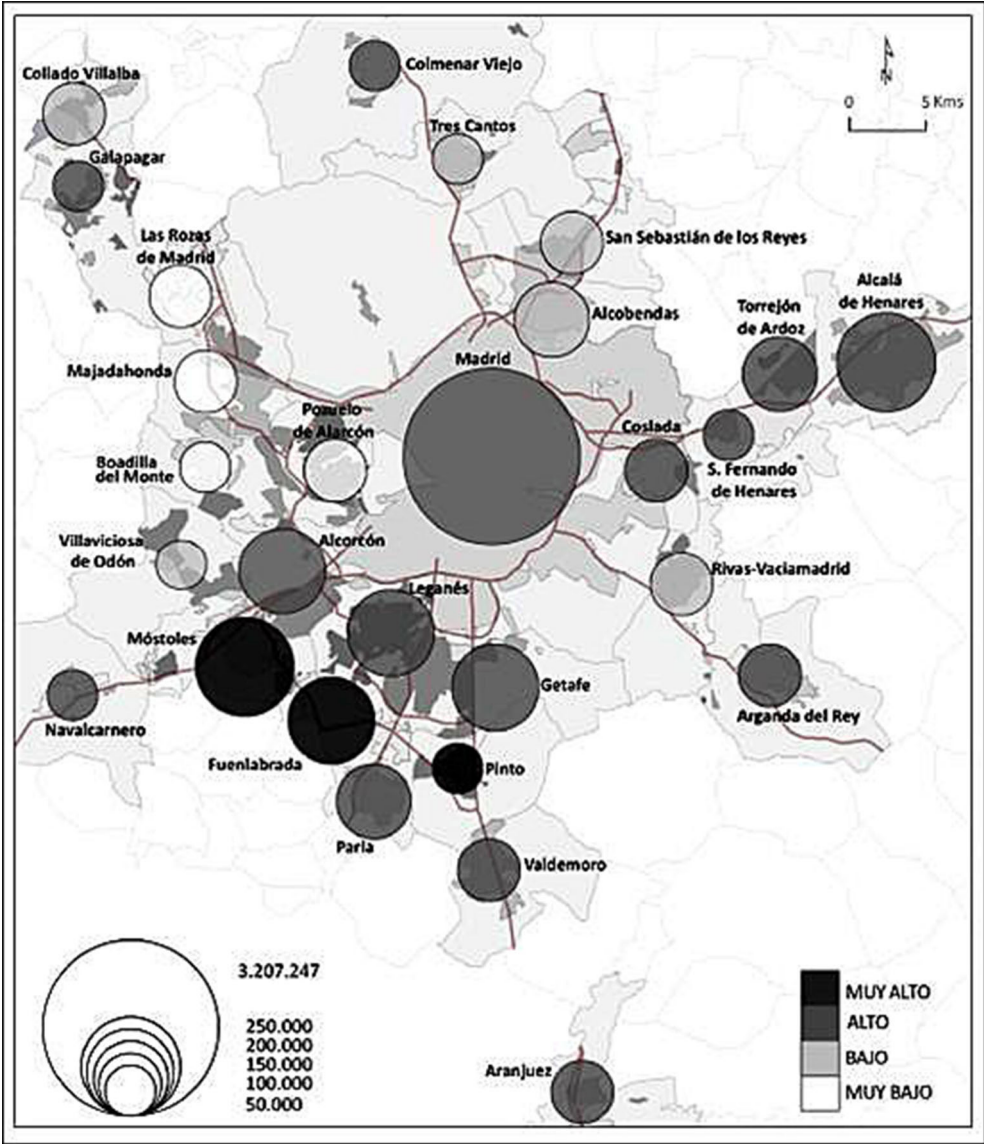 Collado Villalba
Colmenar Viejo
N
0 5 Kms
Tres Cantos
Galapagar
Las Rozas
de Madrid
San Sebastián de los Reyes
Alcalá
de Henares
Torrejón
de Ardoz
Alcobendas
Madrid
Majadahonda
Pozuelo
de Alarcón
Coslada
Boadilla
del Monte
S. Fernando
de Henares
Villaviciosa
de Odón
Alcorcón
Rivas-Vaciamadrid
Leganés
Móstoles
Getafe
Navalcarnero
Arganda del Rey
Fuenlabrada
Pinto
Parla
Valdemoro
3.207.247
250.000
200.000
150.000
100.000
50.000
Aranjuez
MUY ALTO
ALTO
BAJO
MUY BAJO